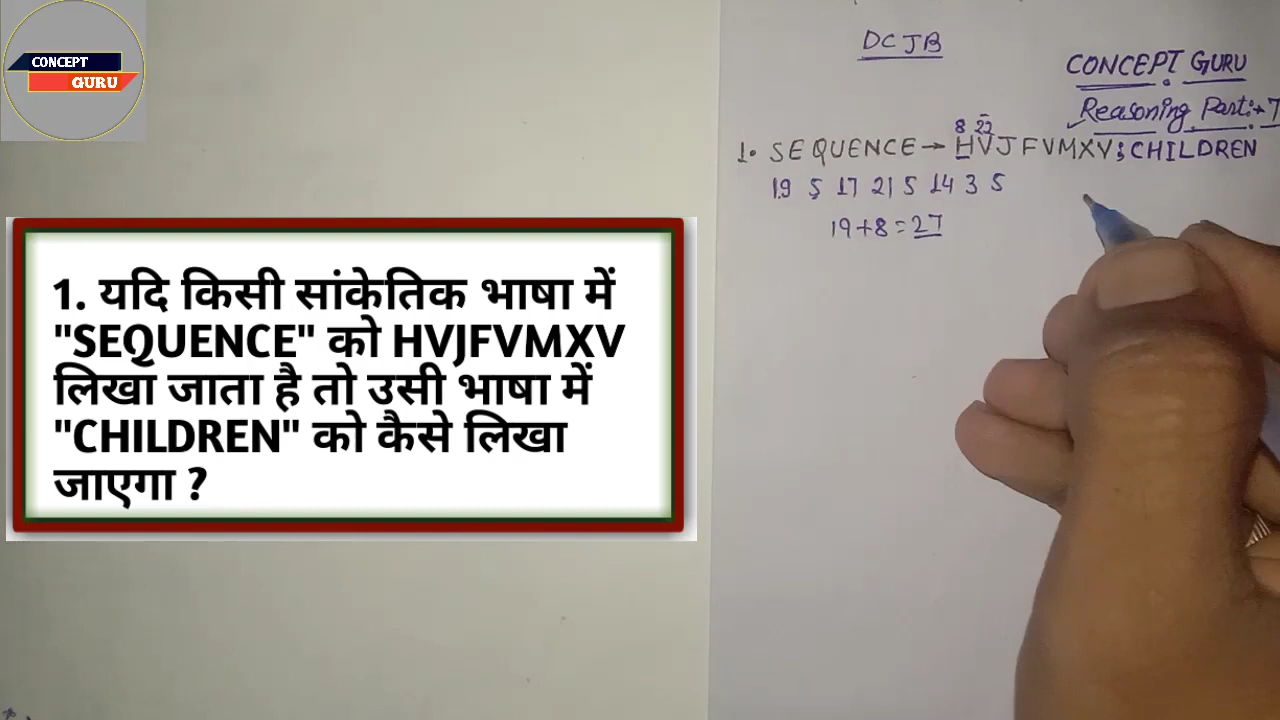 CONCEPT
GURU
DCJB
CONCEPT GURU
Reasoning Part:-7
8 22
1. SEQUENCE → HVJFVMXV; CHILDREN
19 5 17 21 5 14 3 5
19+8=27
1. यदि किसी सांकेतिक भाषा में
"SEQUENCE" को HVJFVMXV
लिखा जाता है तो उसी भाषा में
"CHILDREN" को कैसे लिखा
जाएगा ?